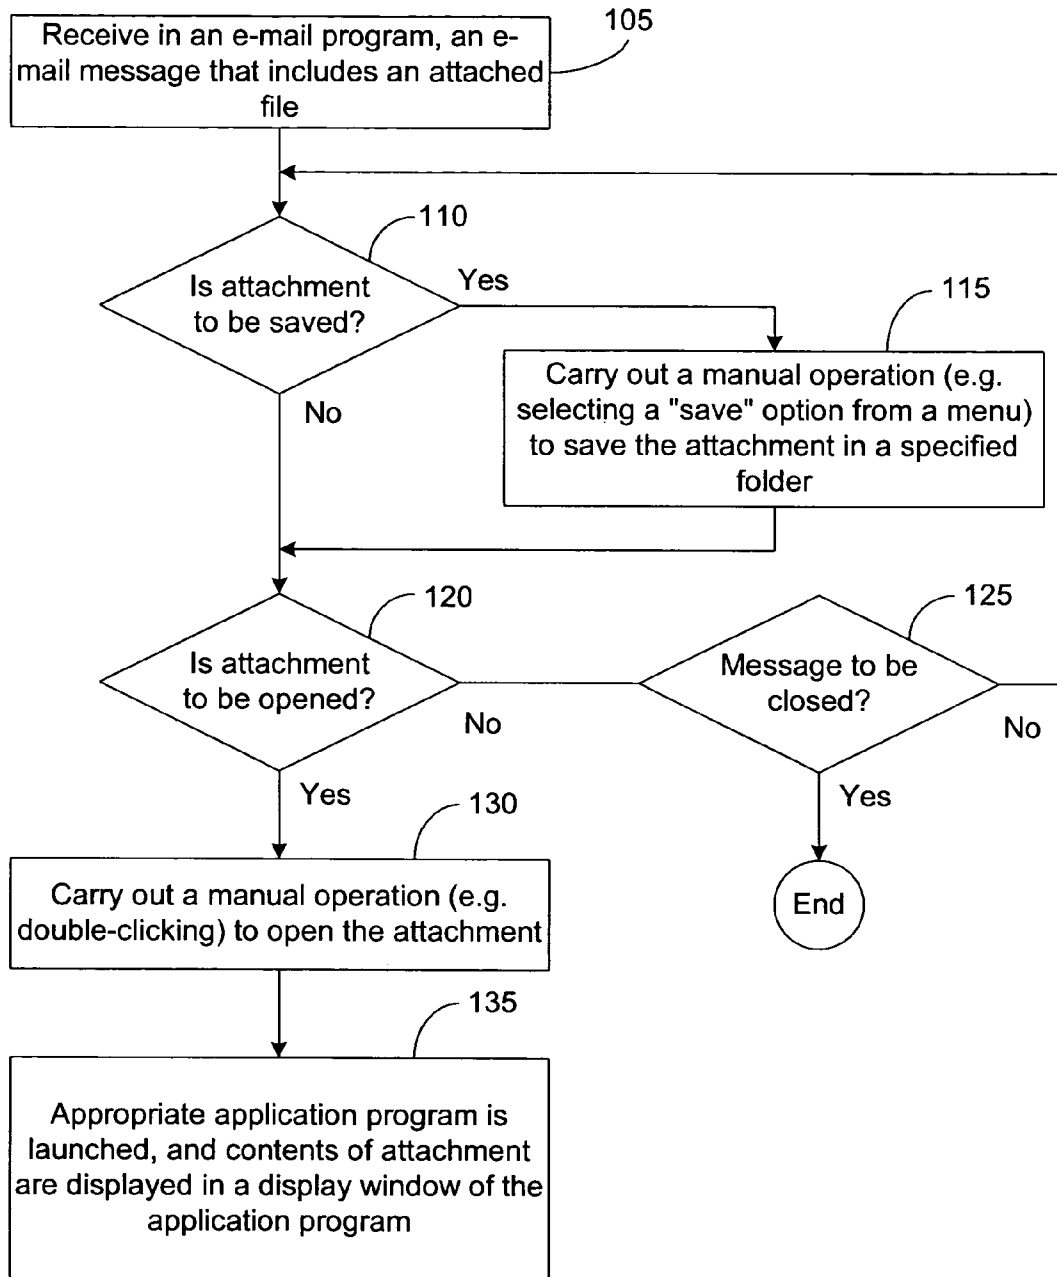 Receive in an e-mail program, an e-
mail message that includes an attached
file
105
110
Is attachment
to be saved?
Yes
No
115
Carry out a manual operation (e.g.
selecting a "save" option from a menu)
to save the attachment in a specified
folder
120
Is attachment
to be opened?
No
Yes
125
Message to be
closed?
No
Yes
End
130
Carry out a manual operation (e.g.
double-clicking) to open the attachment
135
Appropriate application program is
launched, and contents of attachment
are displayed in a display window of the
application program